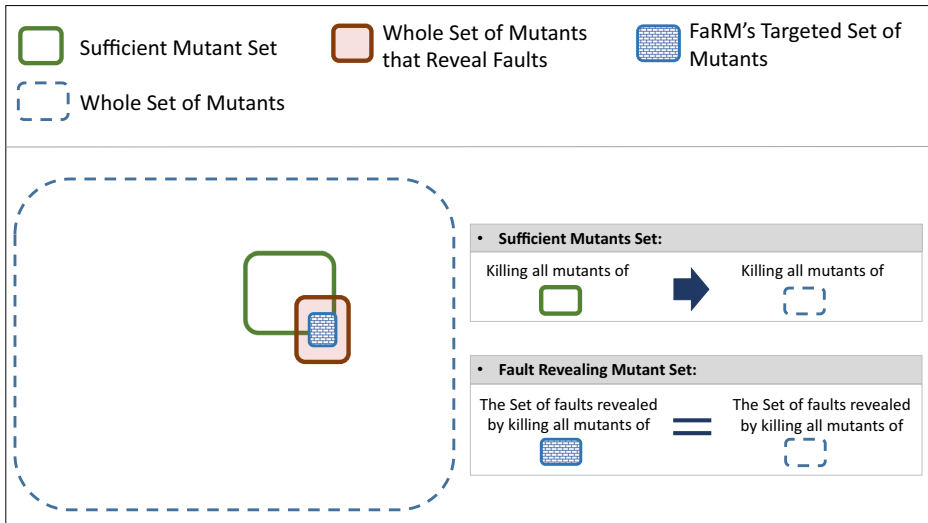 Sufficient Mutant Set
Whole Set of Mutants
that Reveal Faults
FaRM's Targeted Set of
Mutants
Whole Set of Mutants
• Sufficient Mutants Set:
Killing all mutants of
Killing all mutants of
• Fault Revealing Mutant Set:
The Set of faults revealed
by killing all mutants of
The Set of faults revealed
by killing all mutants of